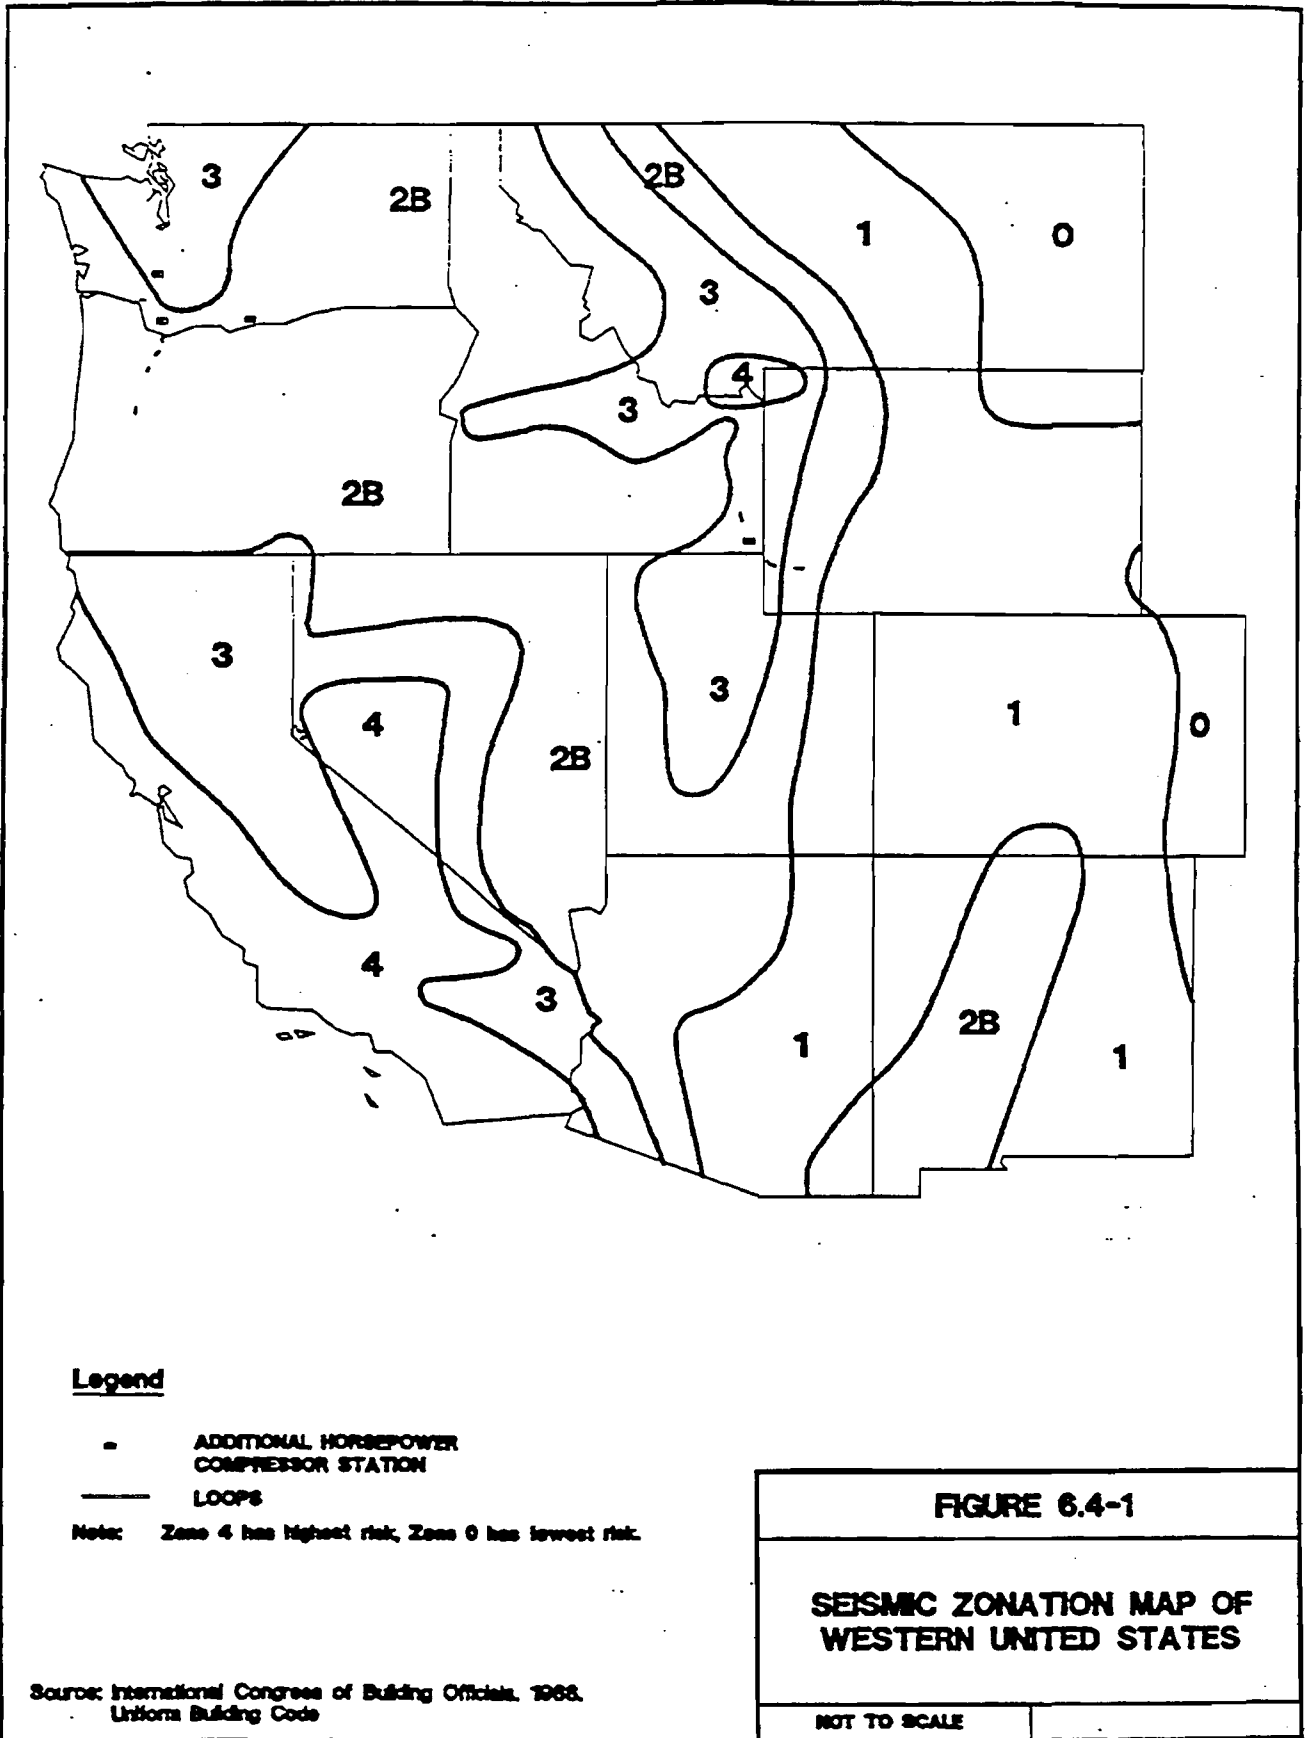 3
2B
2B
1
0
3
4
3
2B
3
4
3
1
0
2B
4
3
2B
1
1
Legend
ADDITIONAL HORSEPOWER
COMPRESSOR STATION
LOOPS
Note: Zone 4 has highest risk, Zone 0 has lowest risk.
FIGURE 6.4-1
SEISMIC ZONATION MAP OF
WESTERN UNITED STATES
Source: International Congress of Building Officials.
Uniform Building Code
NOT TO SCALE